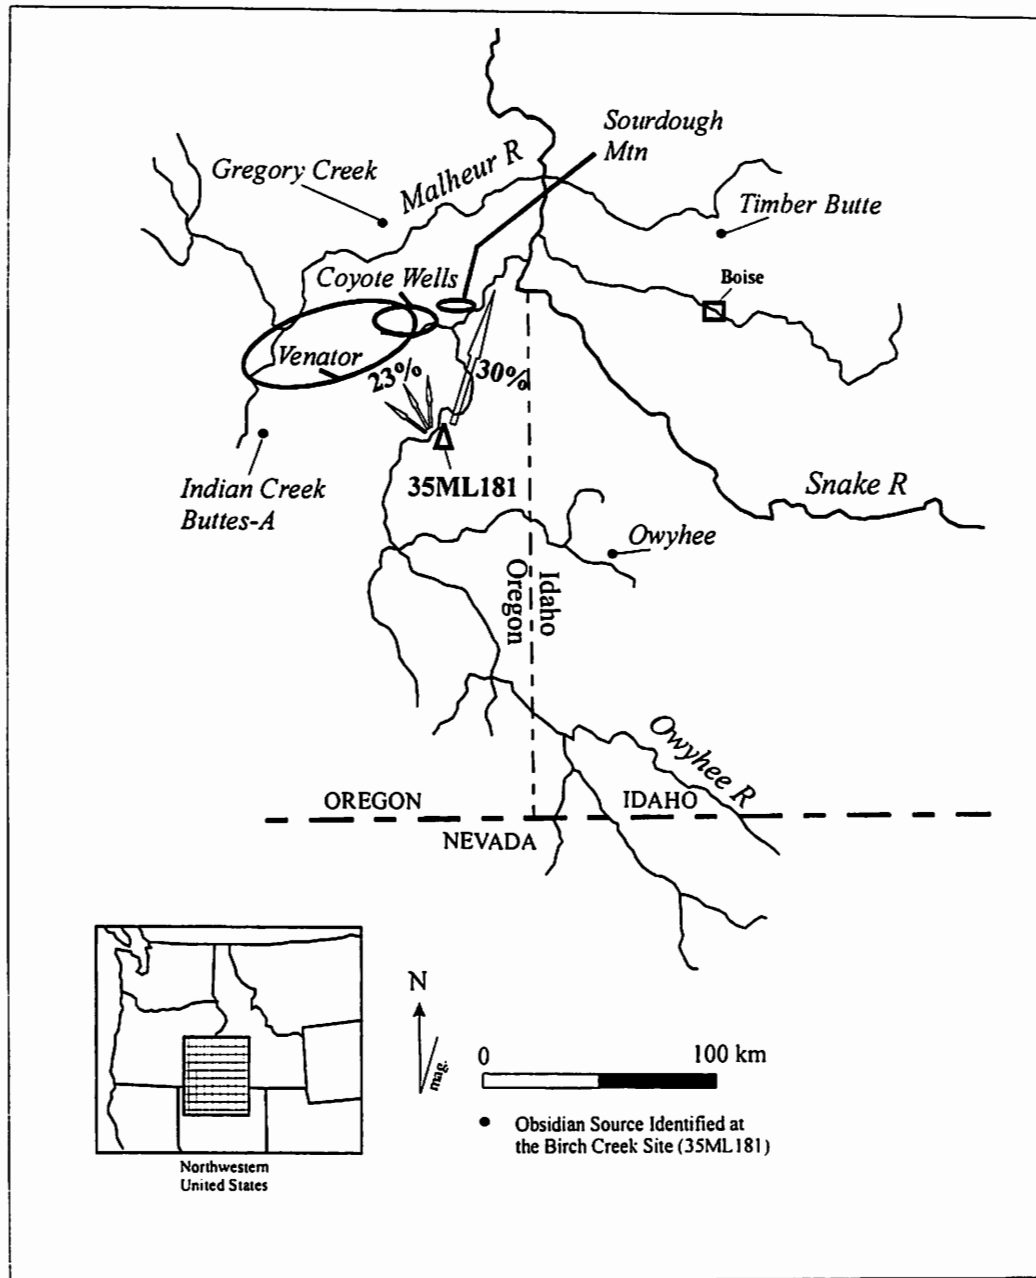 Sourdough
Mtn
Gregory Creek
Malheur R
Timber Butte
Coyote Wells
Boise
Venator
23%
30%
Indian Creek
Buttes-A
35ML181
Snake R
Owyhee
Oregon
Idaho
Owyhee R
OREGON
IDAHO
NEVADA
N
mag.
0
100 km
Obsidian Source Identified at
the Birch Creek Site (35ML181)
Northwestern
United States